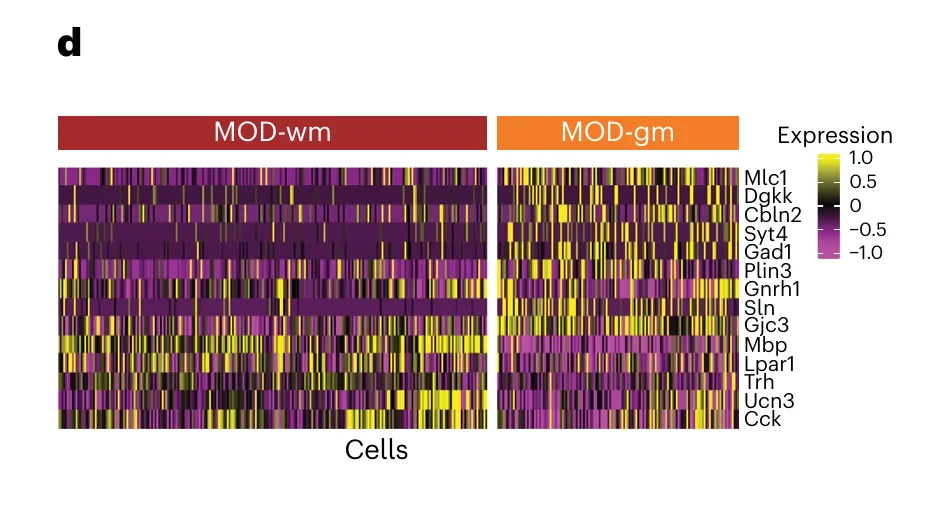 d
MOD-wm
MOD-gm
Expression
1.0
0.5
0
−0.5
−1.0
Mlc1
Dgkk
Cbln2
Syt4
Gad1
Plin3
Gnrh1
Sln
Gjc3
Mbp
Lpar1
Trh
Ucn3
Cck
Cells